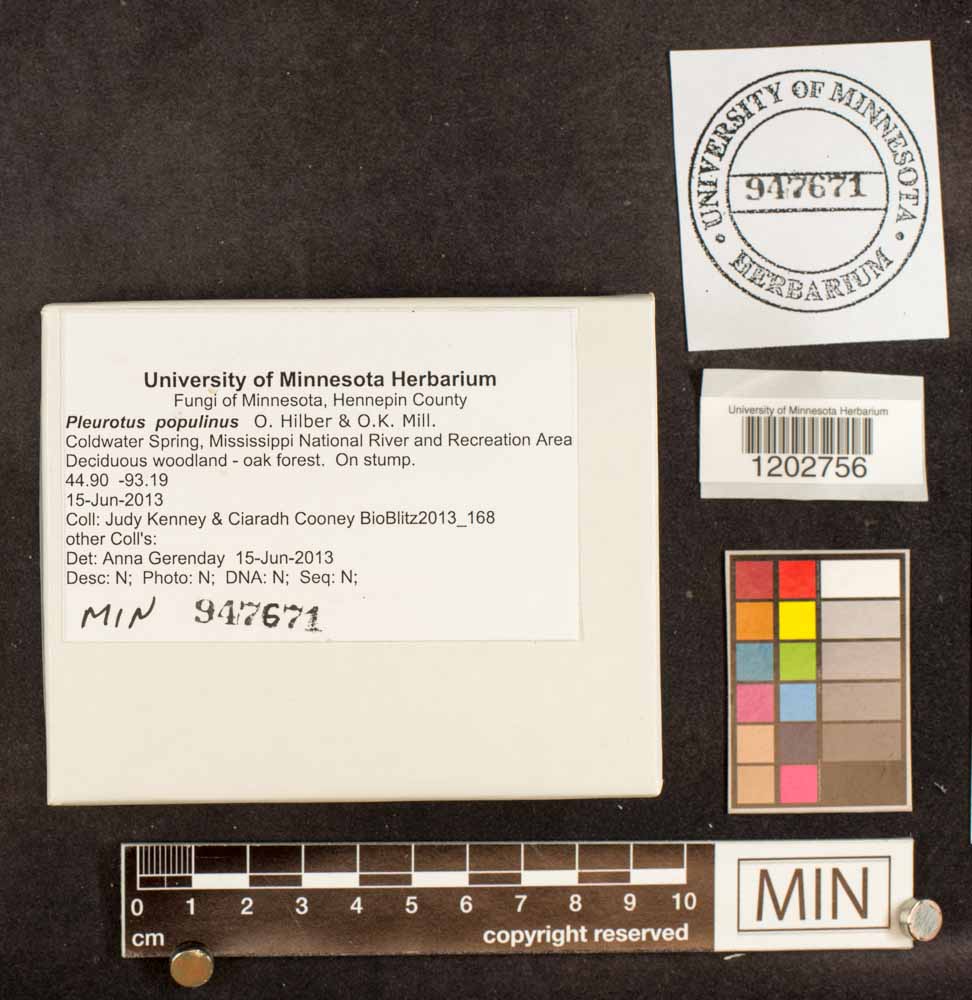 UNIVERSITY OF MINNESOTA
947671
HERBARIUM
University of Minnesota Herbarium
Fungi of Minnesota, Hennepin County
Pleurotus populinus O. Hilber & O.K. Mill.
Coldwater Spring, Mississippi National River and Recreation Area
Deciduous woodland - oak forest. On stump.
44.90 -93.19
15-Jun-2013
Coll: Judy Kenney & Ciaradh Cooney BioBlitz2013_168
other Coll's:
Det: Anna Gerenday 15-Jun-2013
Desc: N; Photo: N; DNA: N; Seq: N;
MIN 947671
University of Minnesota Herbarium
1202756
0 1 2 3 4 5 6 7 8 9 10
cm
copyright reserved
MIN